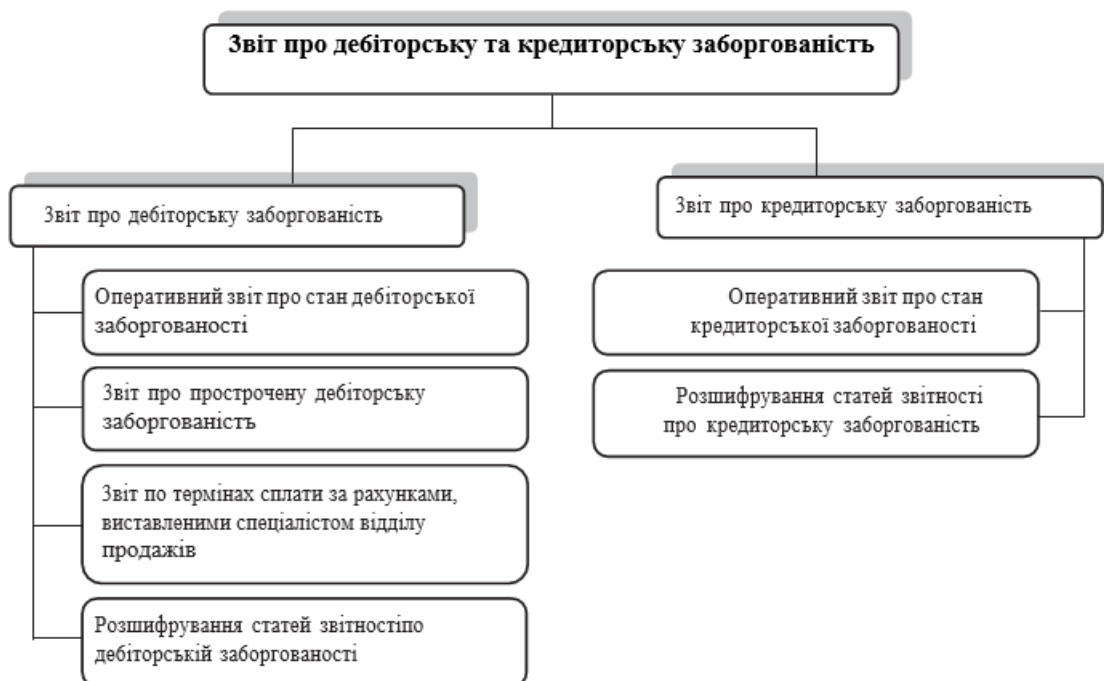 Звіт про дебіторську та кредиторську заборгованість
Звіт про дебіторську заборгованість
Звіт про кредиторську заборгованість
Оперативний звіт про стан дебіторської
заборгованості
Звіт про прострочену дебіторську
заборгованість
Звіт по термінах сплати за рахунками,
виставленими спеціалістом відділу
продажів
Розшифрування статей звітностіпо
дебіторській заборгованості
Оперативний звіт про стан
кредиторської заборгованості
Розшифрування статей звітності
про кредиторську заборгованість